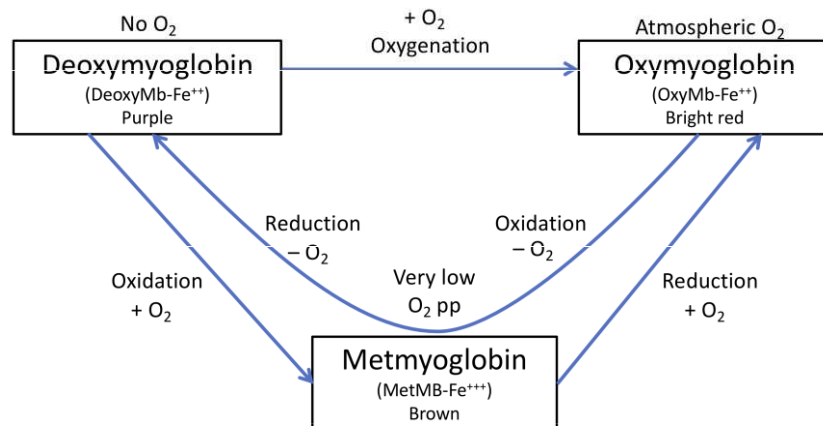 No O₂
Deoxymyoglobin
(DeoxyMb-Fe⁺⁺)
Purple
+ O₂
Oxygenation
Atmospheric O₂
Oxymyoglobin
(OxyMb-Fe⁺⁺)
Bright red
Reduction
– O₂
Oxidation
– O₂
Oxidation
+ O₂
Very low
O₂ pp
Reduction
+ O₂
Metmyoglobin
(MetMB-Fe⁺⁺⁺)
Brown